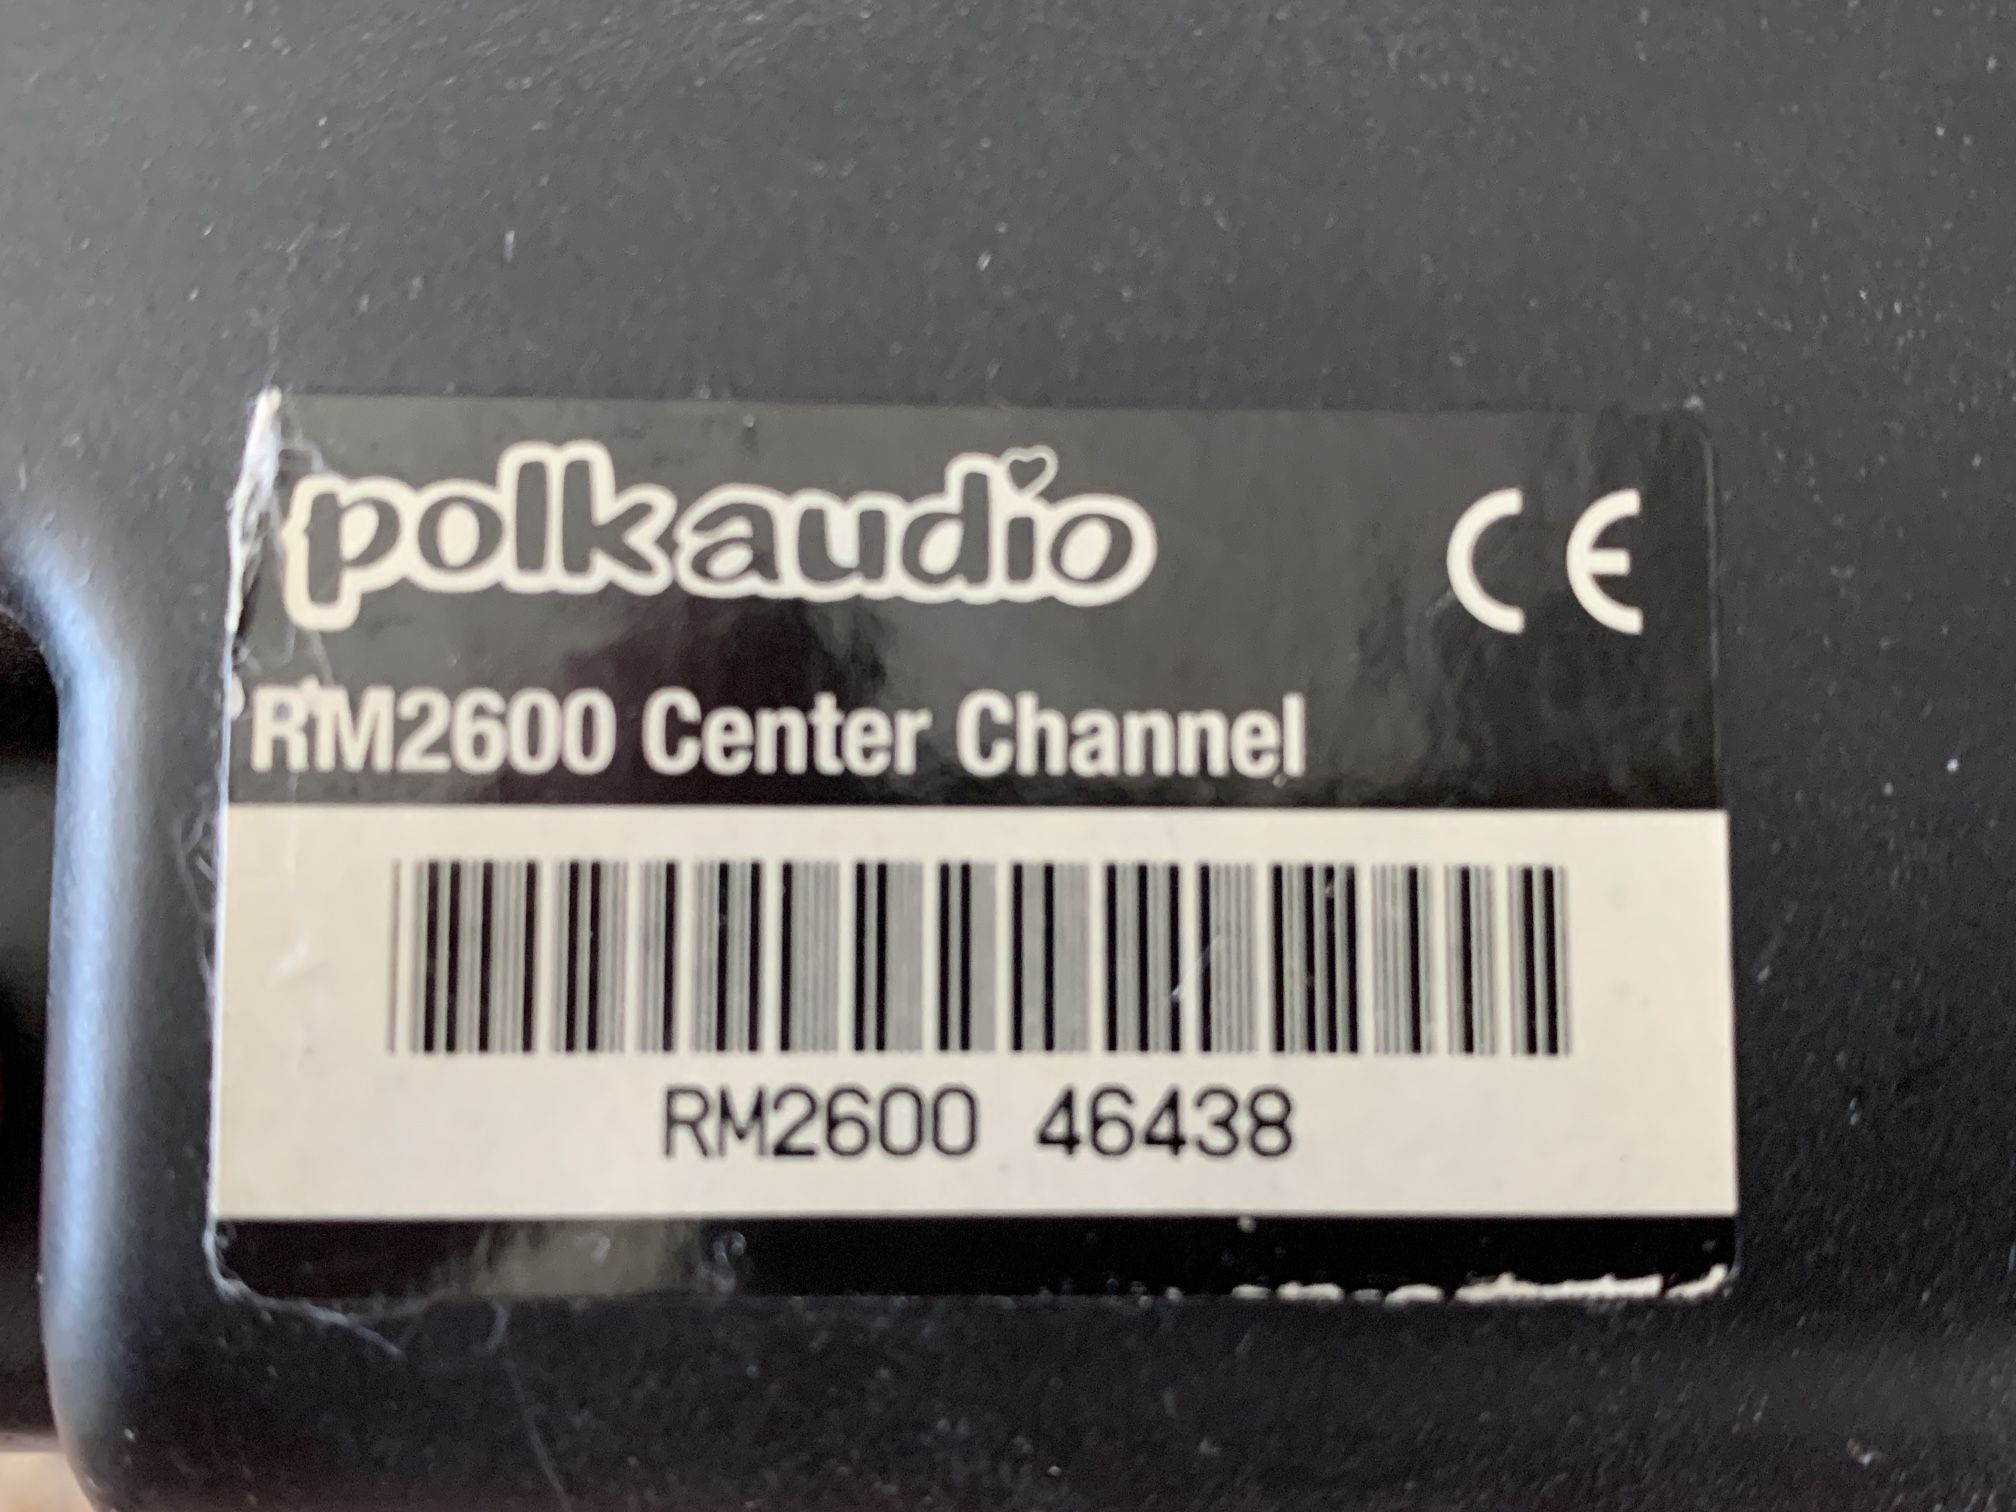 polkaudio
CE
RM2600 Center Channel
RM2600 46438